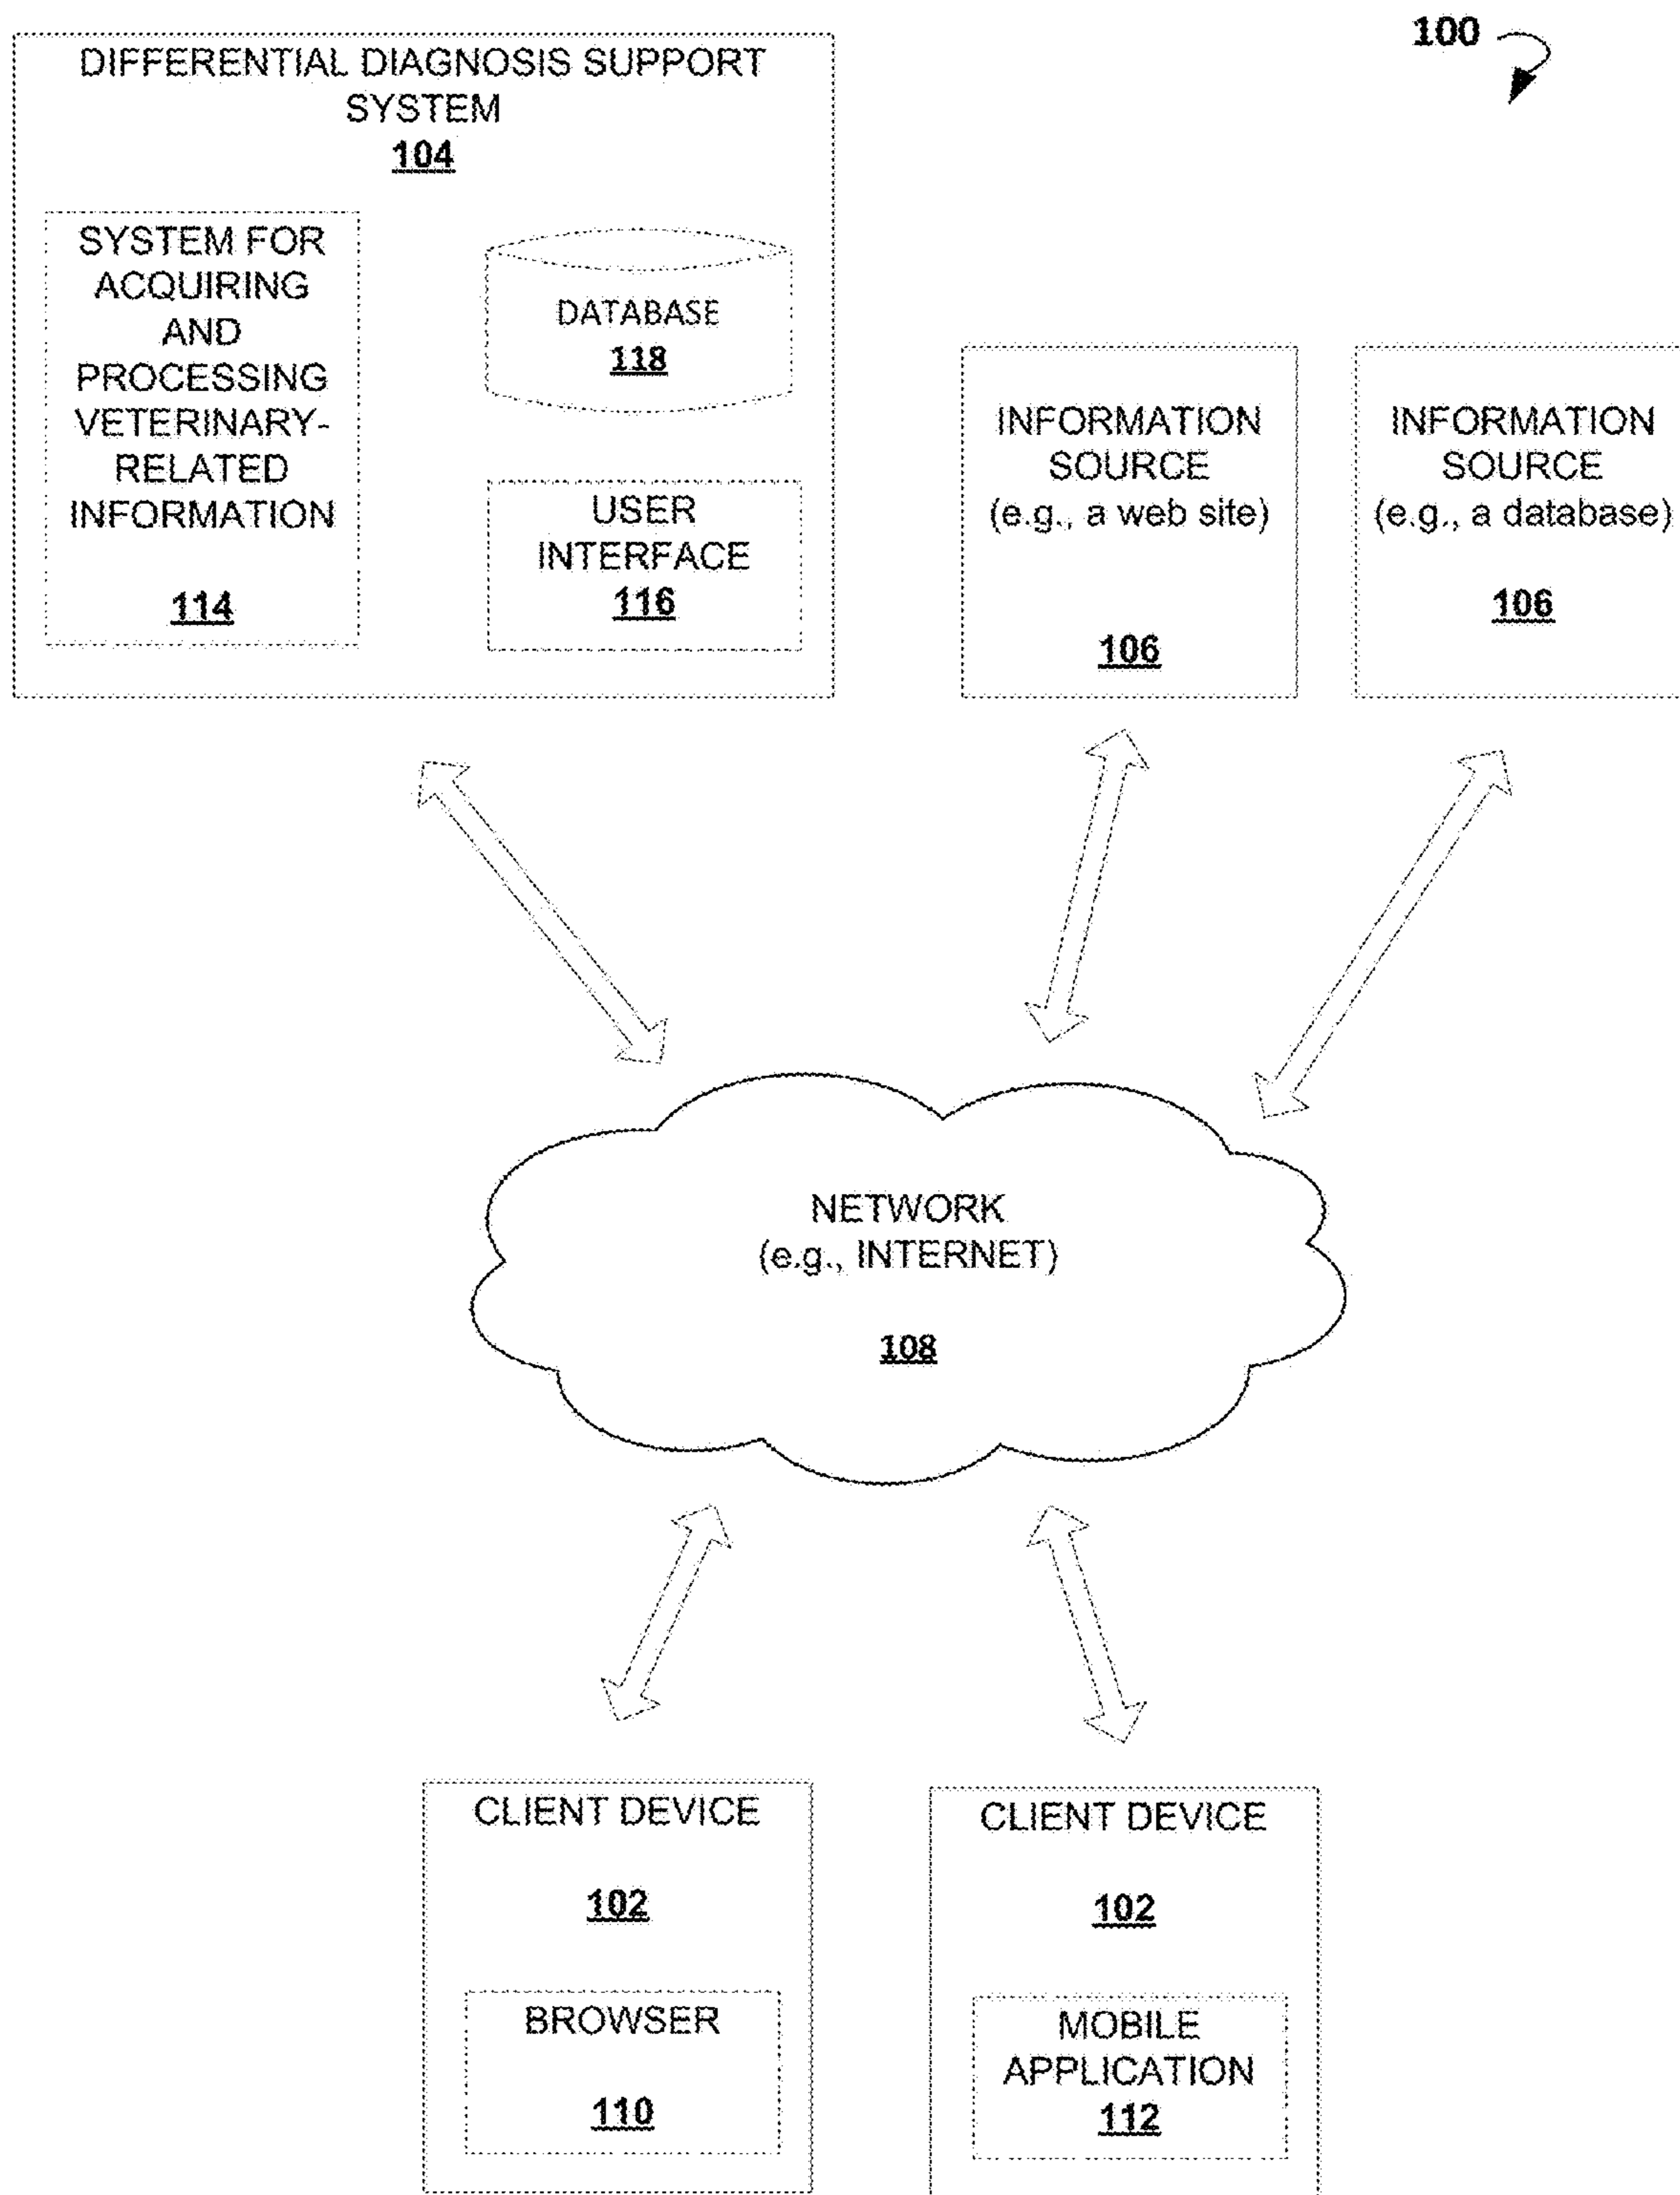 100
DIFFERENTIAL DIAGNOSIS SUPPORT
SYSTEM
104
SYSTEM FOR
ACQUIRING
AND
PROCESSING
VETERINARY-
RELATED
INFORMATION
114
DATABASE
118
USER
INTERFACE
116
INFORMATION
SOURCE
(e.g., a web site)
106
INFORMATION
SOURCE
(e.g., a database)
106
NETWORK
(e.g., INTERNET)
108
CLIENT DEVICE
102
BROWSER
110
CLIENT DEVICE
102
MOBILE
APPLICATION
112